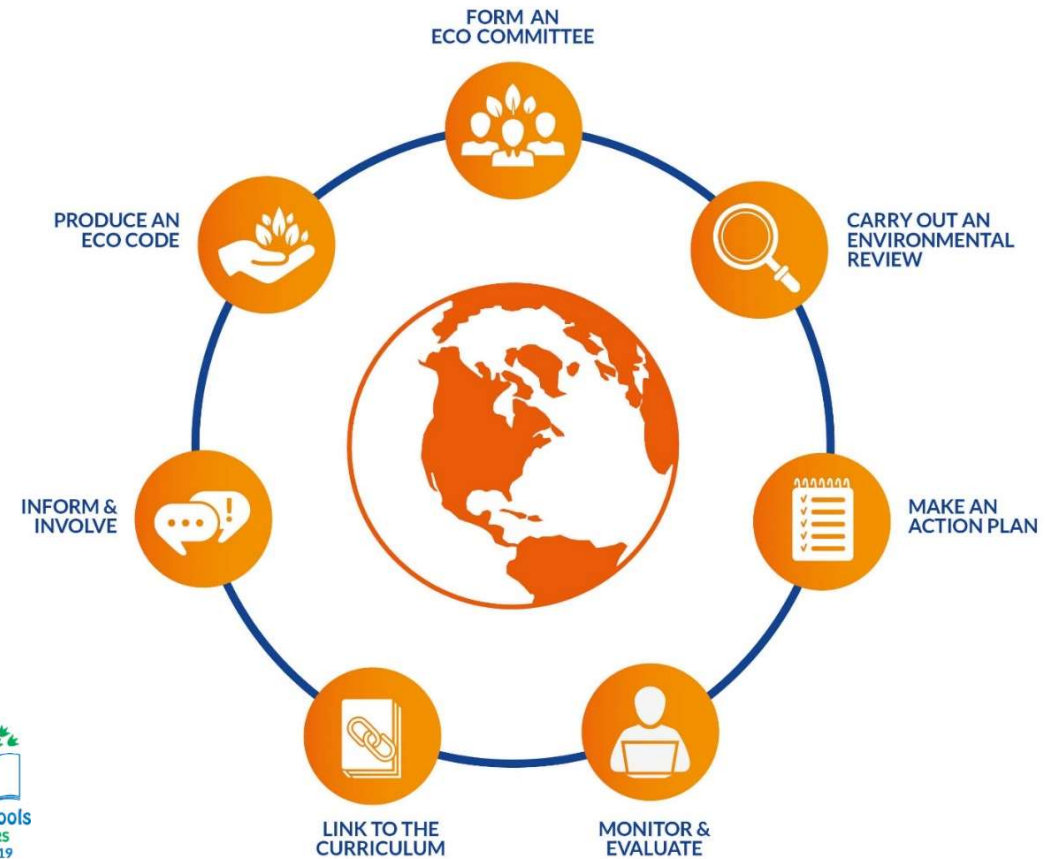 FORM AN
ECO COMMITTEE
CARRY OUT AN
ENVIRONMENTAL
REVIEW
MAKE AN
ACTION PLAN
MONITOR &
EVALUATE
LINK TO THE
CURRICULUM
INFORM &
INVOLVE
PRODUCE AN
ECO CODE